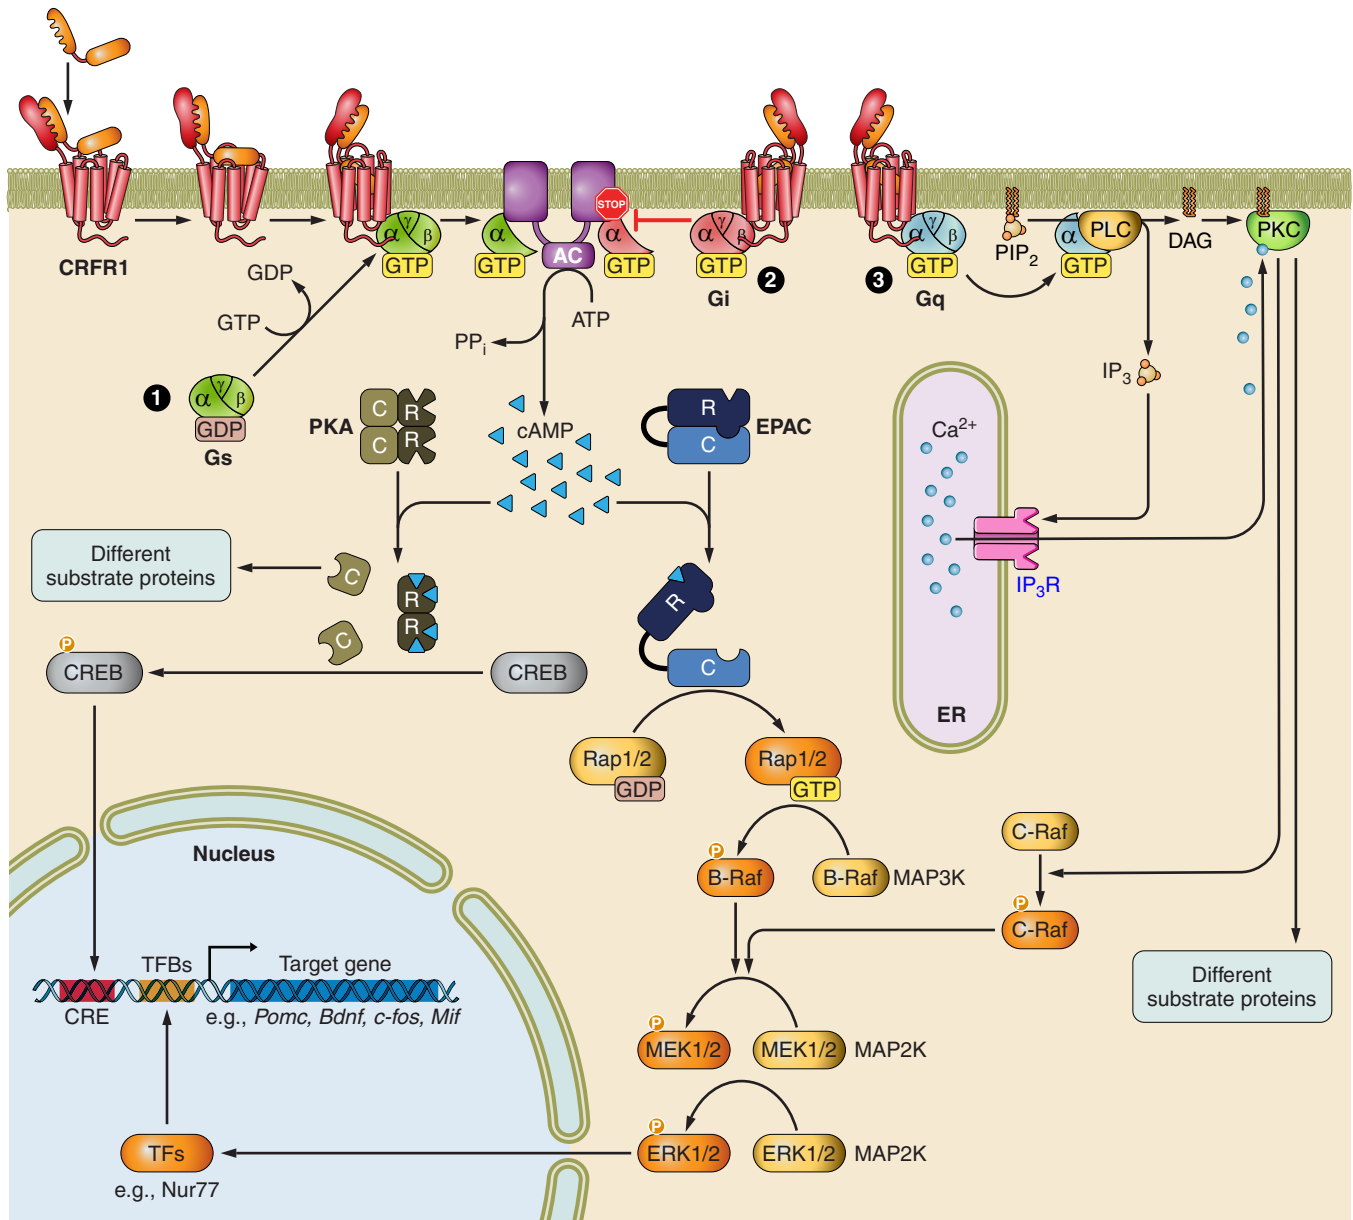 CRFR1
GDP
GTP
α γ β
GTP
α
GTP
AC
STOP
α
GTP
α γ β
GTP
Gi
2
3
α γ β
GTP
Gq
PIP2
α
PLC
GTP
DAG
PKC
PPi
ATP
IP3
1
α γ β
GDP
Gs
PKA
C R
C R
cAMP
R
C
EPAC
Ca2+
IP3R
ER
Different
substrate proteins
C
C
R
R
R
C
P
CREB
CREB
Rap1/2
GDP
Rap1/2
GTP
Nucleus
P
B-Raf
B-Raf
MAP3K
C-Raf
P
C-Raf
Different
substrate proteins
TFBs
Target gene
CRE
e.g., Pomc, Bdnf, c-fos, Mif
P
MEK1/2
MEK1/2
MAP2K
P
ERK1/2
ERK1/2
MAP2K
TFs
e.g., Nur77